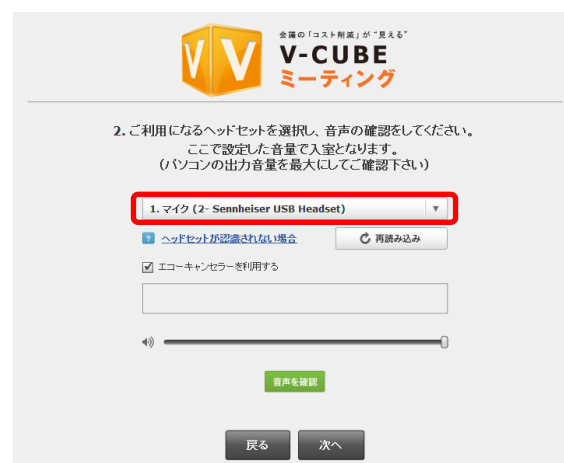 会議の「コスト削減」が“見える”
V-CUBE
ミーティング
2. ご利用になるヘッドセットを選択し、音声の確認をしてください。
ここで設定した音量で入室となります。
(パソコンの出力音量を最大にしてご確認下さい)
1. マイク (2- Sennheiser USB Headset)
? ヘッドセットが認識されない場合
再読み込み
エコーキャンセラーを利用する
音声を確認
戻る
次へ